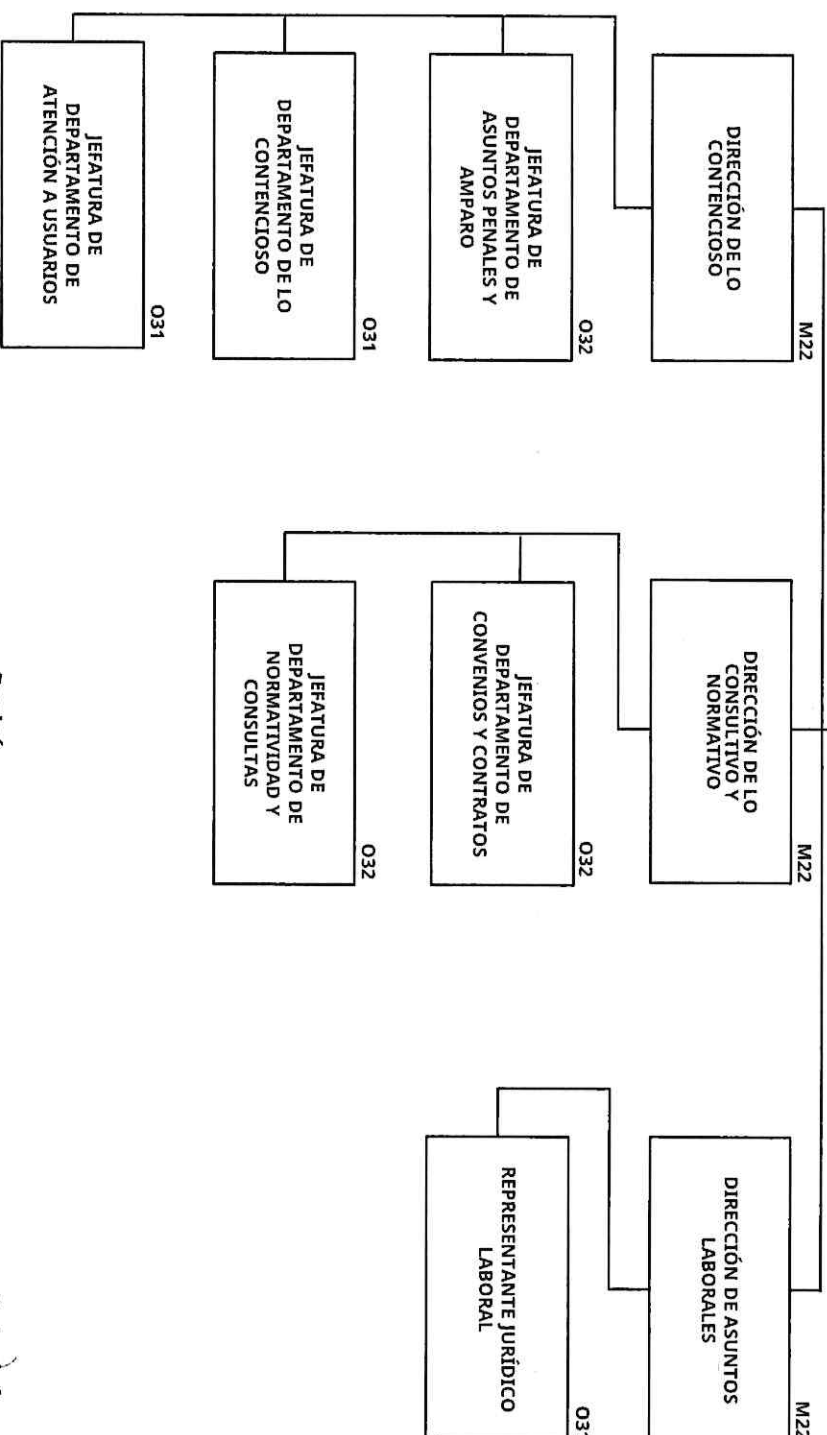 M22
DIRECCIÓN DE LO
CONTENCIOSO
O32
JEFATURA DE
DEPARTAMENTO DE
ASUNTOS PENALES Y
AMPARO
O31
JEFATURA DE
DEPARTAMENTO DE LO
CONTENCIOSO
O31
JEFATURA DE
DEPARTAMENTO DE
ATENCIÓN A USUARIOS
M22
DIRECCIÓN DE LO
CONSULTIVO Y
NORMATIVO
O32
JEFATURA DE
DEPARTAMENTO DE
CONVENIOS Y CONTRATOS
O32
JEFATURA DE
DEPARTAMENTO DE
NORMATIVIDAD Y
CONSULTAS
M22
DIRECCIÓN DE ASUNTOS
LABORALES
O31
REPRESENTANTE JURÍDICO
LABORAL